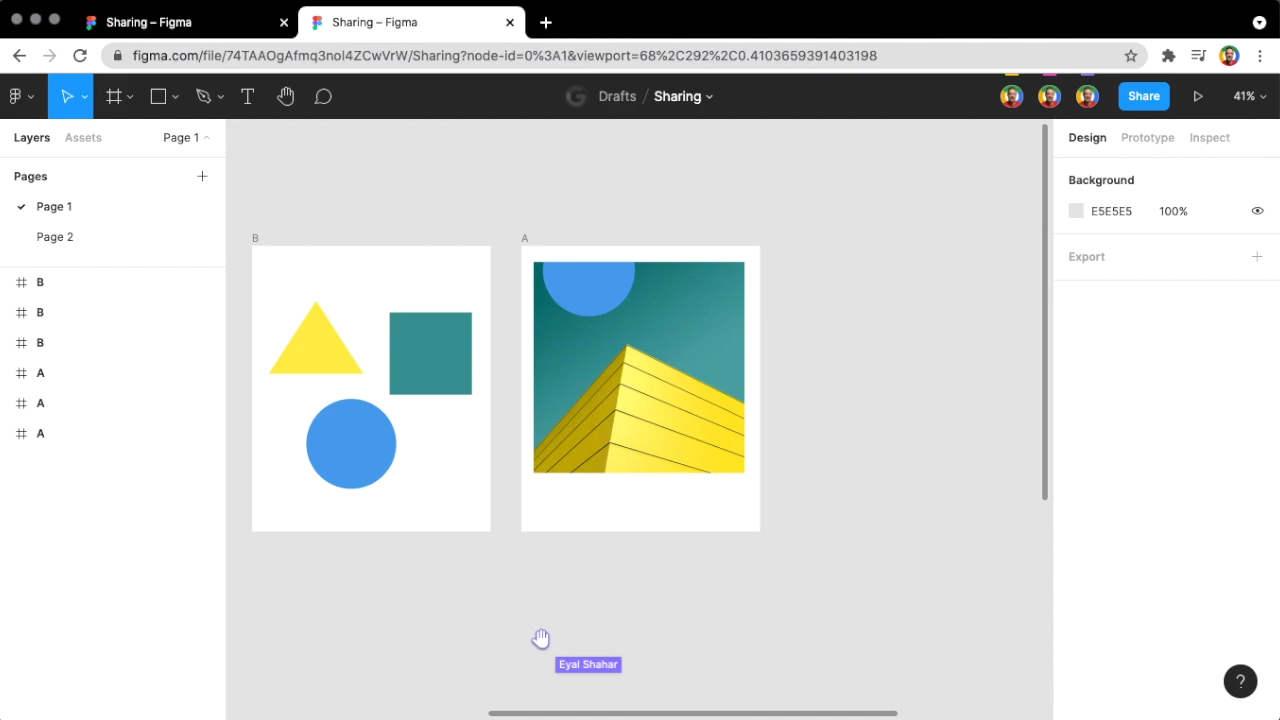 Sharing – Figma
Sharing – Figma
figma.com/file/74TAAOgAfmq3nol4ZCwVrW/Sharing?node-id=0%3A1&viewport=68%2C292%2C0.4103659391403198
Drafts / Sharing
Share
41%
Layers
Assets
Page 1
Design
Prototype
Inspect
Pages
Page 1
Page 2
B
B
B
A
A
A
Background
E5E5E5
100%
Export
B
A
Eyal Shahar
?